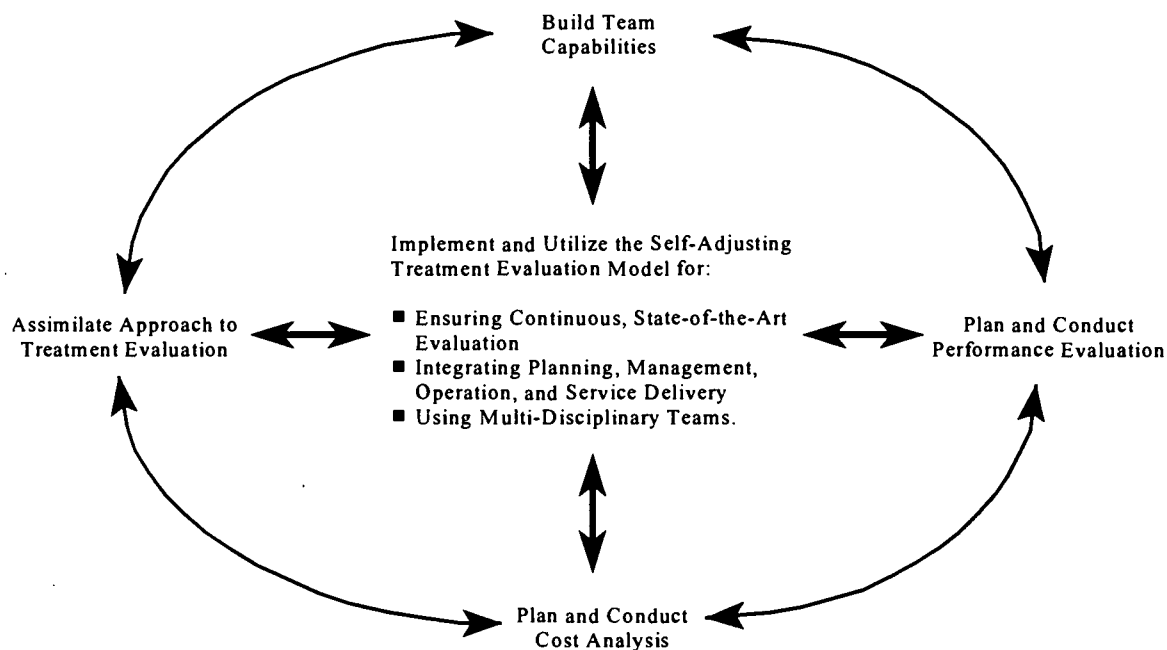 Build Team
Capabilities
Implement and Utilize the Self-Adjusting
Treatment Evaluation Model for:
■ Ensuring Continuous, State-of-the-Art
Evaluation
■ Integrating Planning, Management,
Operation, and Service Delivery
■ Using Multi-Disciplinary Teams.
Assimilate Approach to
Treatment Evaluation
Plan and Conduct
Performance Evaluation
Plan and Conduct
Cost Analysis